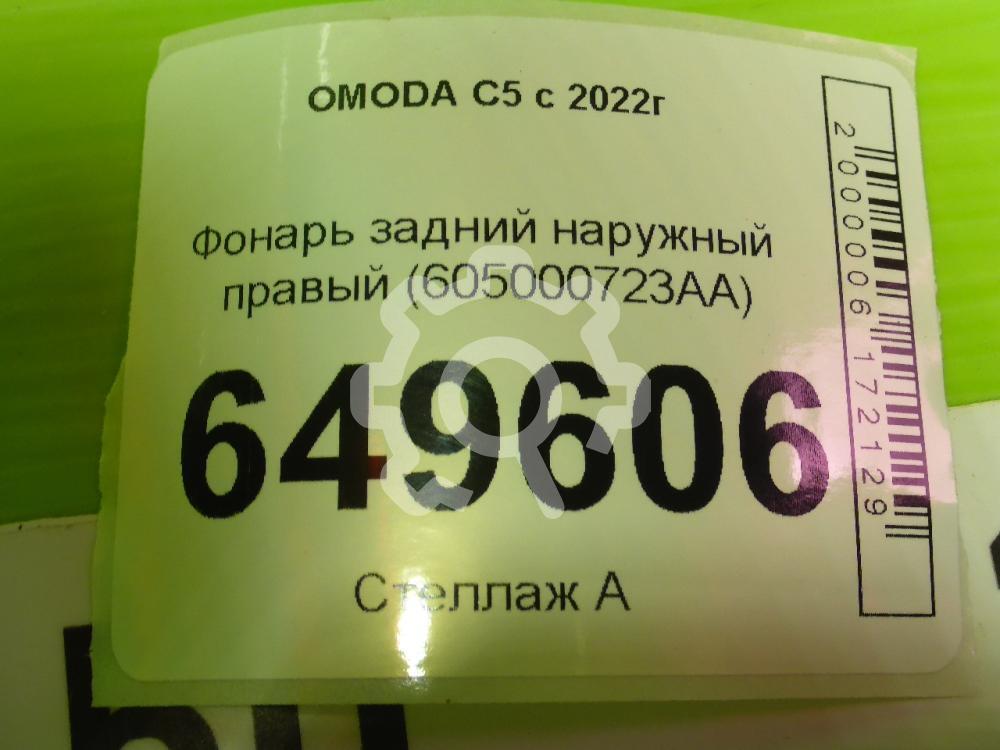 OMODA C5 с 2022г
Фонарь задний наружный
правый (605000723AA)
649606
Стеллаж А
2000006172129